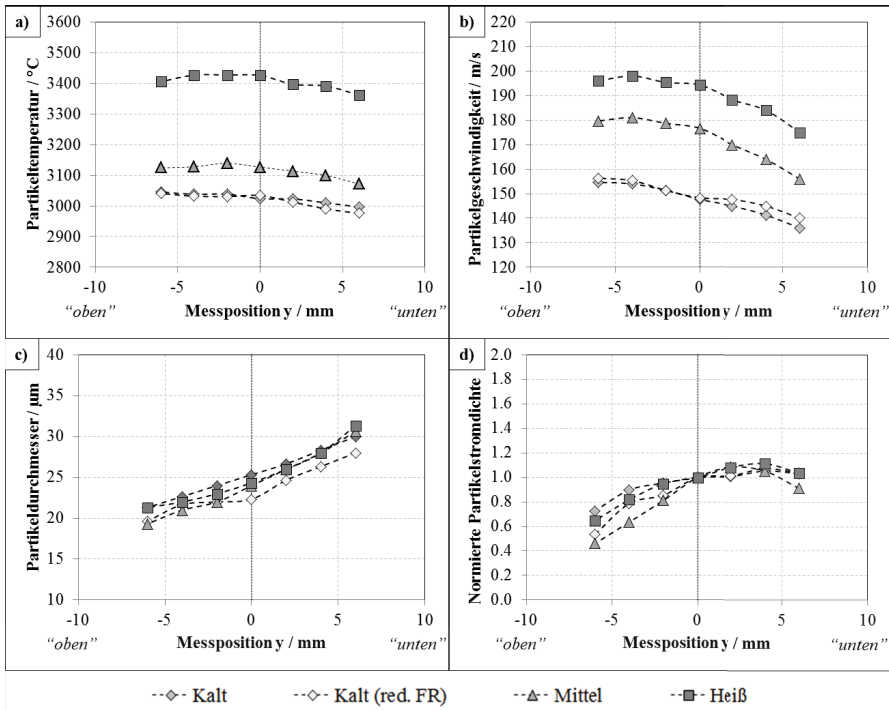 a)
Partikeltemperatur / °C
3600
3500
3400
3300
3200
3100
3000
2900
2800
-10
-5
0
5
10
“oben”
Messposition y / mm
“unten”
b)
Partikelgeschwindigkeit / m/s
220
210
200
190
180
170
160
150
140
130
120
-10
-5
0
5
10
“oben”
Messposition y / mm
“unten”
c)
Partikeldurchmesser / µm
40
35
30
25
20
15
10
-10
-5
0
5
10
“oben”
Messposition y / mm
“unten”
d)
Normierte Partikelstromdichte
2.0
1.8
1.6
1.4
1.2
1.0
0.8
0.6
0.4
0.2
0.0
-10
-5
0
5
10
“oben”
Messposition y / mm
“unten”
Kalt
Kalt (red. FR)
Mittel
Heiß